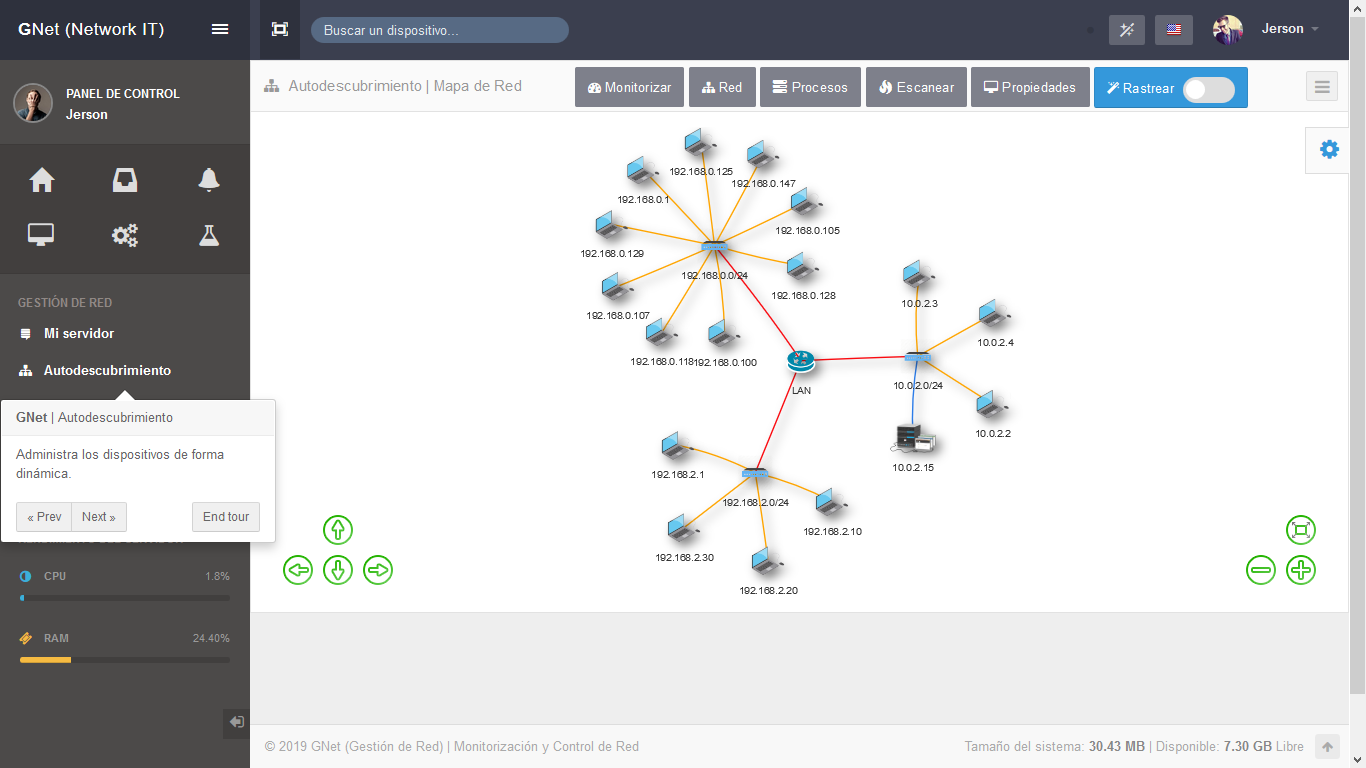 GNet (Network IT)
Buscar un dispositivo...
Jerson
PANEL DE CONTROL
Jerson
GESTIÓN DE RED
Mi servidor
Autodescubrimiento
GNet | Autodescubrimiento
Administra los dispositivos de forma
dinámica.
« Prev
Next »
End tour
CPU
1.8%
RAM
24.40%
Autodescubrimiento | Mapa de Red
Monitorizar
Red
Procesos
Escanear
Propiedades
Rastrear
192.168.0.125
192.168.0.147
192.168.0.1
192.168.0.105
192.168.0.129
192.168.0.0/24
192.168.0.128
192.168.0.107
192.168.0.118
192.168.0.100
10.0.2.3
10.0.2.4
LAN
10.0.2.0/24
10.0.2.2
10.0.2.15
192.168.2.1
192.168.2.0/24
192.168.2.10
192.168.2.30
192.168.2.20
© 2019 GNet (Gestión de Red) | Monitorización y Control de Red
Tamaño del sistema: 30.43 MB | Disponible: 7.30 GB Libre